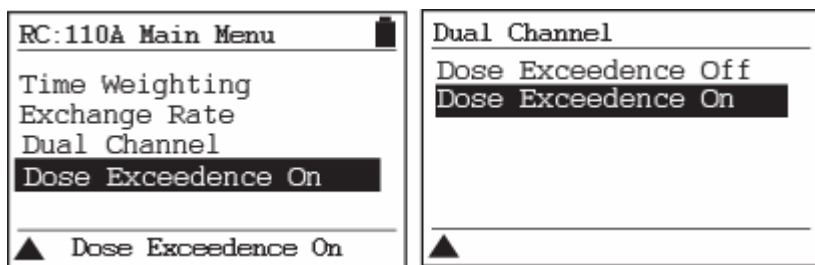 RC:110A Main Menu
Time Weighting
Exchange Rate
Dual Channel
Dose Exceedence On
Dose Exceedence On
Dual Channel
Dose Exceedence Off
Dose Exceedence On